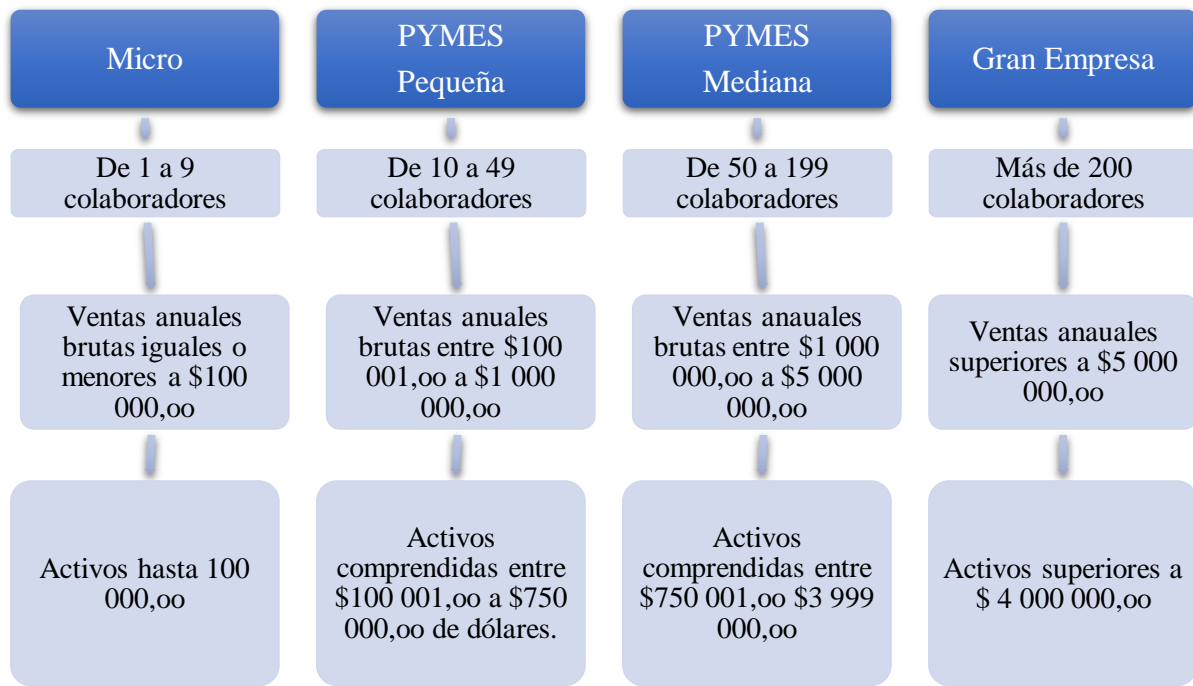 Micro
De 1 a 9
colaboradores
Ventas anuales
brutas iguales o
menores a $100
000,oo
Activos hasta 100
000,oo
PYMES
Pequeña
De 10 a 49
colaboradores
Ventas anuales
brutas entre $100
001,oo a $1 000
000,oo
Activos
comprendidas entre
$100 001,oo a $750
000,oo de dólares.
PYMES
Mediana
De 50 a 199
colaboradores
Ventas anauales
brutas entre $1 000
000,oo a $5 000
000,oo
Activos
comprendidas entre
$750 001,oo $3 999
000,oo
Gran Empresa
Más de 200
colaboradores
Ventas anauales
superiores a $5 000
000,oo
Activos superiores a
$ 4 000 000,oo